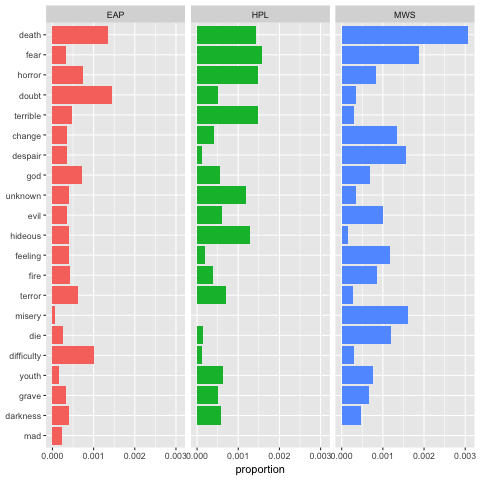 EAP HPL MWS
death
fear
horror
doubt
terrible
change
despair
god
unknown
evil
hideous
feeling
fire
terror
misery
die
difficulty
youth
grave
darkness
mad
0.000 0.001 0.002 0.003 0.000 0.001 0.002 0.003 0.000 0.001 0.002 0.003
proportion